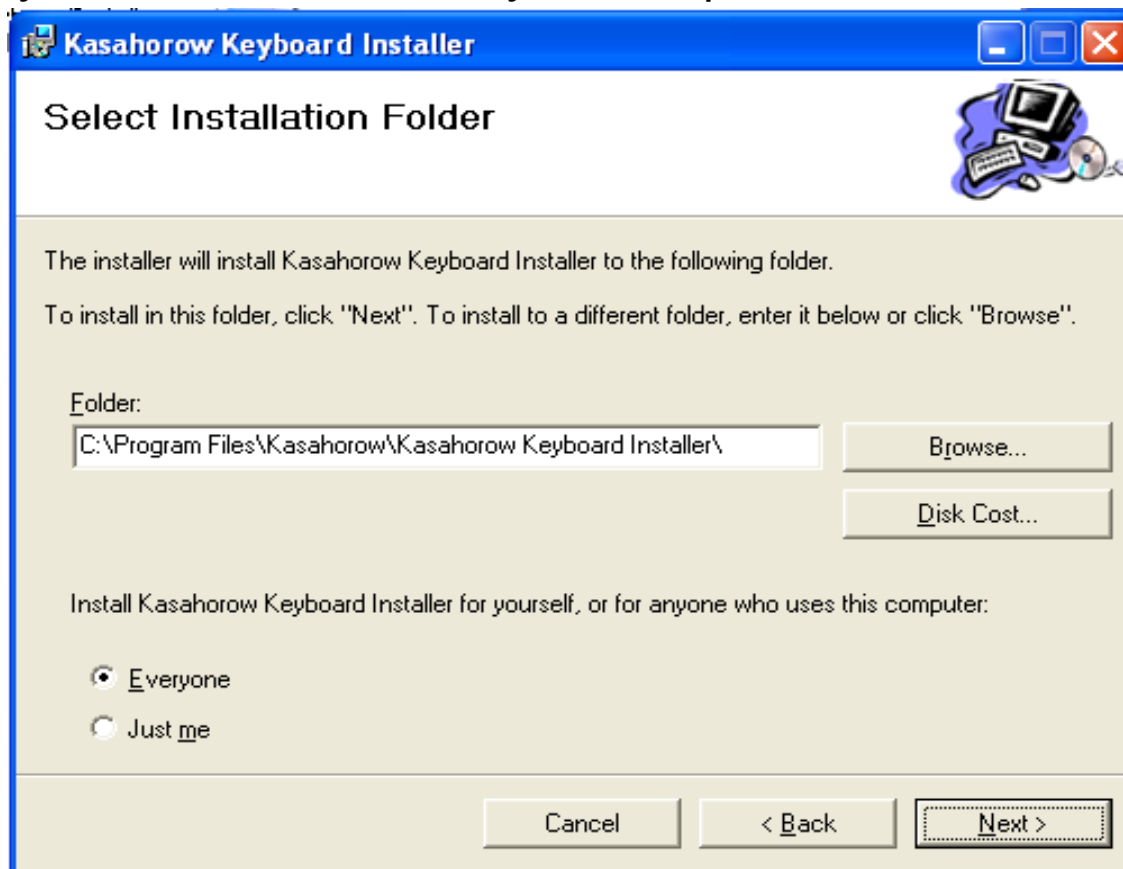 Kasahorow Keyboard Installer
Select Installation Folder
The installer will install Kasahorow Keyboard Installer to the following folder.
To install in this folder, click "Next". To install to a different folder, enter it below or click "Browse".
Folder:
C:\Program Files\Kasahorow\Kasahorow Keyboard Installer\
Browse...
Disk Cost...
Install Kasahorow Keyboard Installer for yourself, or for anyone who uses this computer:
Everyone
Just me
Cancel
< Back
Next >